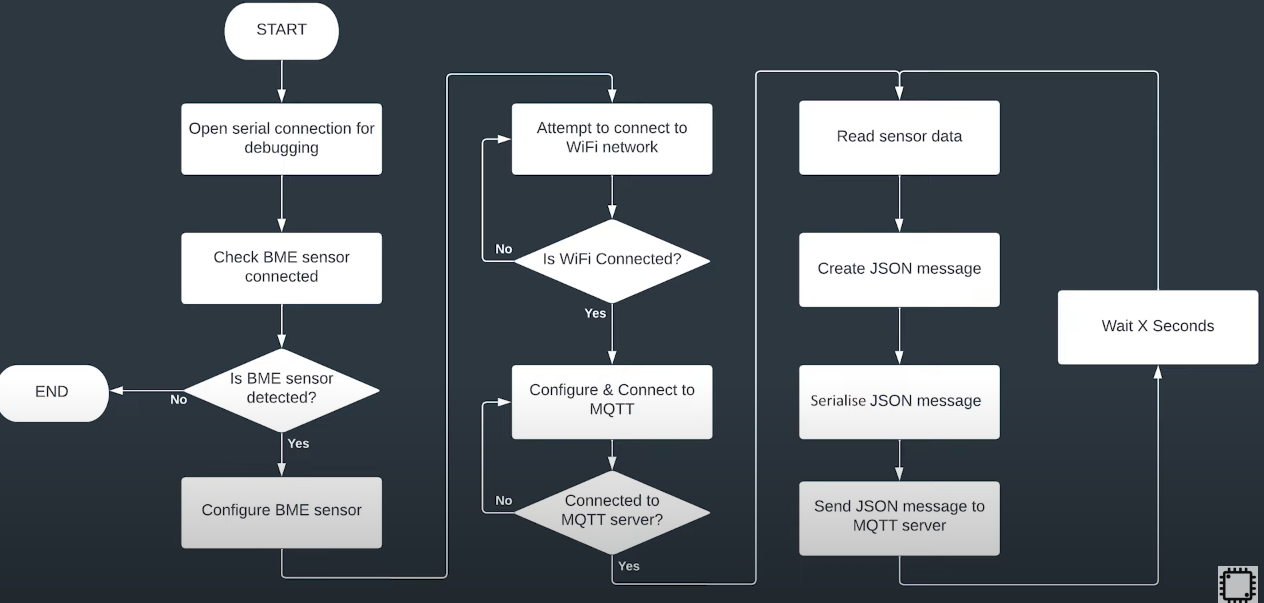 START
Open serial connection for
debugging
Check BME sensor
connected
Is BME sensor
detected?
No
END
Yes
Configure BME sensor
Attempt to connect to
WiFi network
Is WiFi Connected?
No
Yes
Configure & Connect to
MQTT
Connected to
MQTT server?
No
Yes
Read sensor data
Create JSON message
Serialise JSON message
Send JSON message to
MQTT server
Wait X Seconds